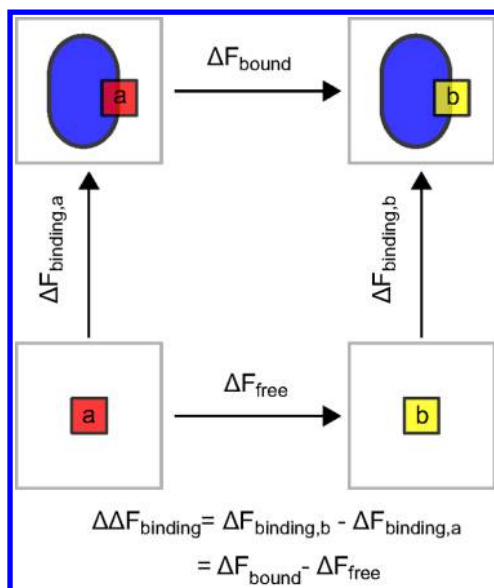 ΔF_bound
a
b
ΔF_binding,a
ΔF_binding,b
a
ΔF_free
b
ΔΔF_binding= ΔF_binding,b - ΔF_binding,a
= ΔF_bound- ΔF_free